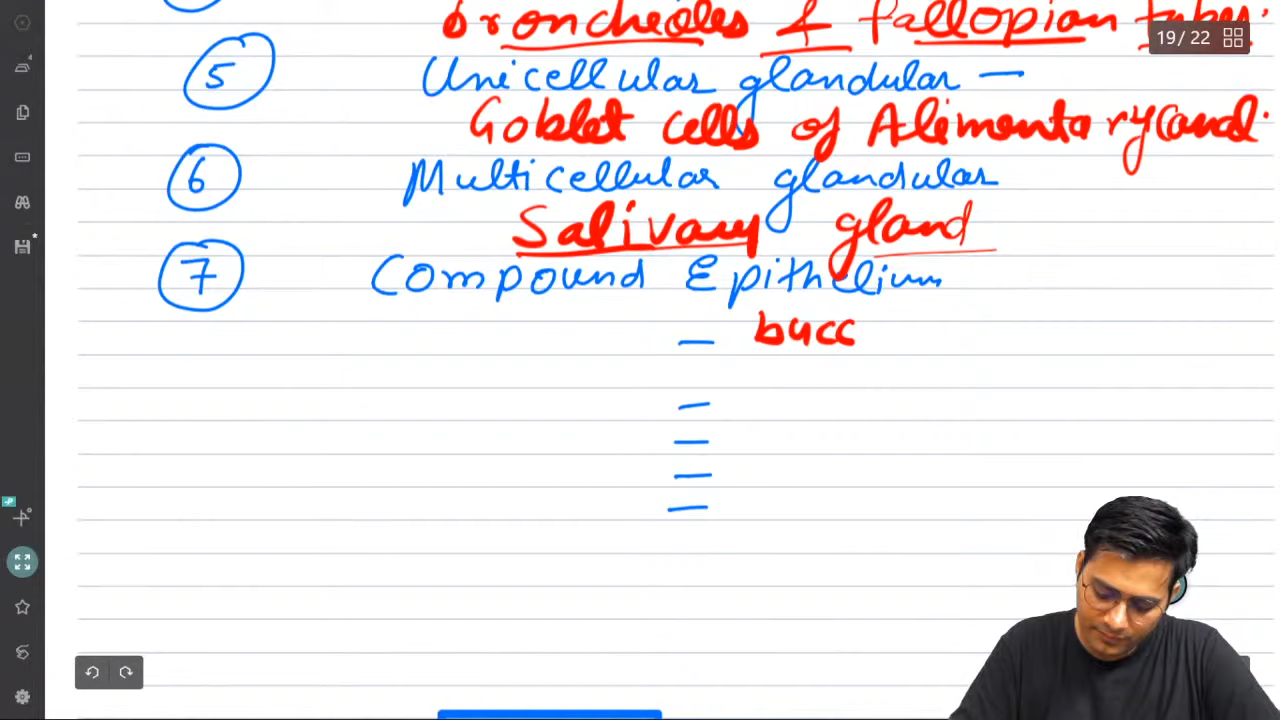 bronchioles & fallopian tubes.
19/ 22
5 Unicellular glandular —
Goblet cells of Alimentary Canal.
6 Multicellular glandular
Salivary gland
7 Compound Epithelium
— bucc
—
—
—
—